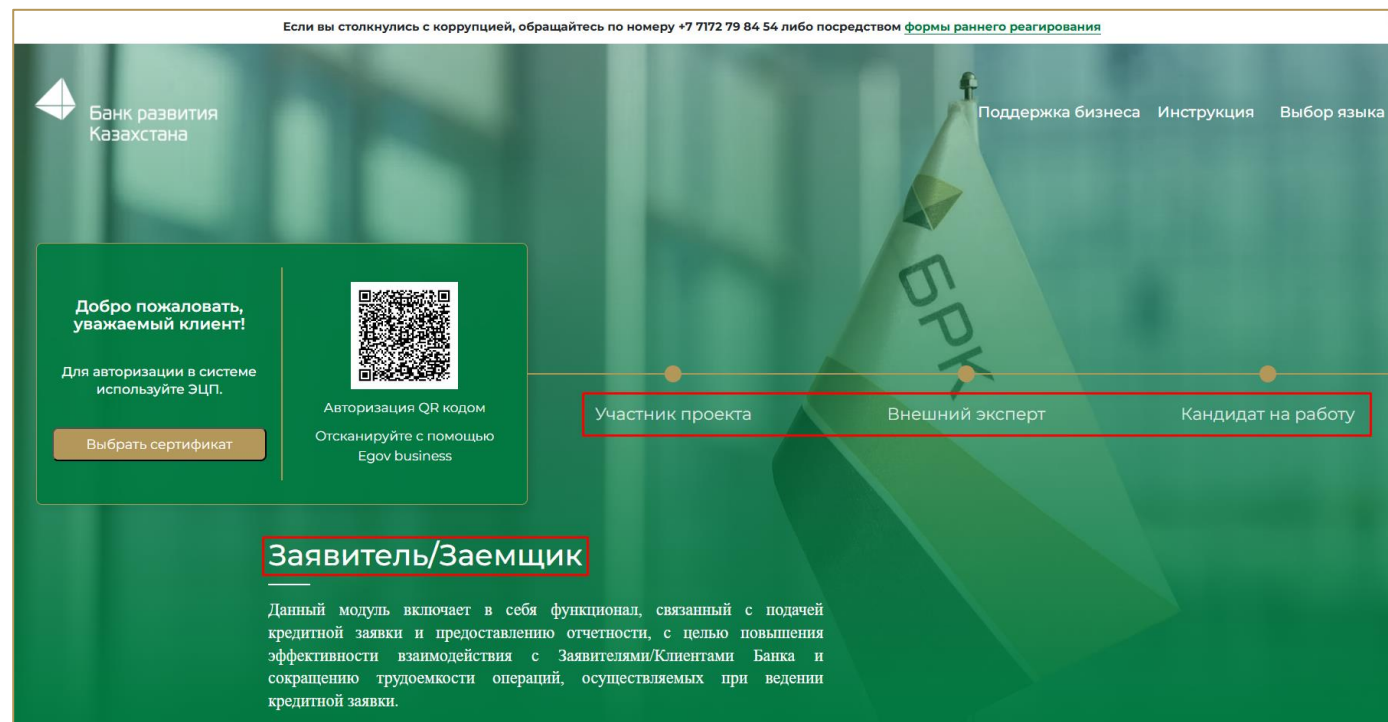 Если вы столкнулись с коррупцией, обращайтесь по номеру +7 7172 79 84 54 либо посредством формы раннего реагирования
Банк развития
Казахстана
Поддержка бизнеса Инструкция Выбор языка
БРК
Добро пожаловать,
уважаемый клиент!
Для авторизации в системе
используйте ЭЦП.
Выбрать сертификат
Авторизация QR кодом
Отсканируйте с помощью
Egov business
Участник проекта Внешний эксперт Кандидат на работу
Заявитель/Заемщик
Данный модуль включает в себя функционал, связанный с подачей
кредитной заявки и предоставлению отчетности, с целью повышения
эффективности взаимодействия с Заявителями/Клиентами Банка и
сокращению трудоемкости операций, осуществляемых при ведении
кредитной заявки.